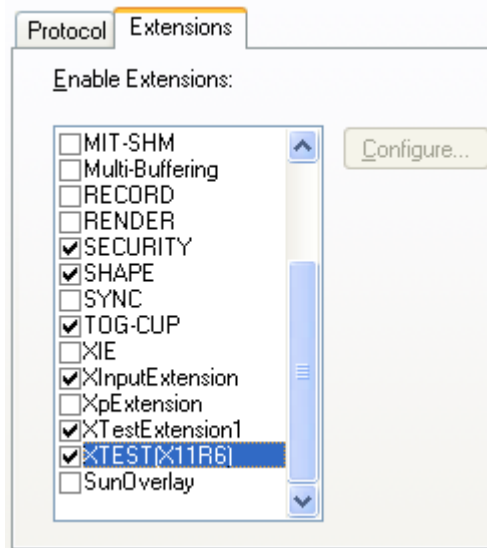 Protocol
Extensions
Enable Extensions:
MIT-SHM
Configure...
Multi-Buffering
RECORD
RENDER
SECURITY
SHAPE
SYNC
TOG-CUP
XIE
XInputExtension
XpExtension
XTestExtension1
XTEST(X11R6)
SunOverlay